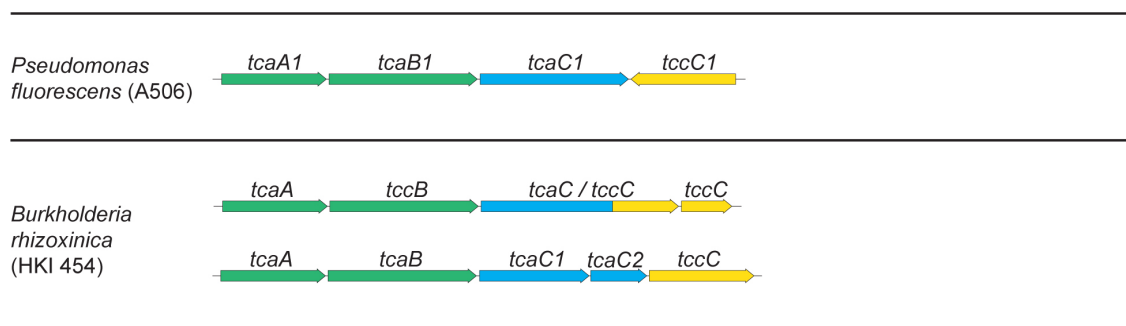 tcaA1 tcaB1 tcaC1 tccC1
Pseudomonas
fluorescens (A506)
tcaA tccB tcaC / tccC tccC
Burkholderia
rhizoxinica
(HKI 454)
tcaA tcaB tcaC1 tcaC2 tccC